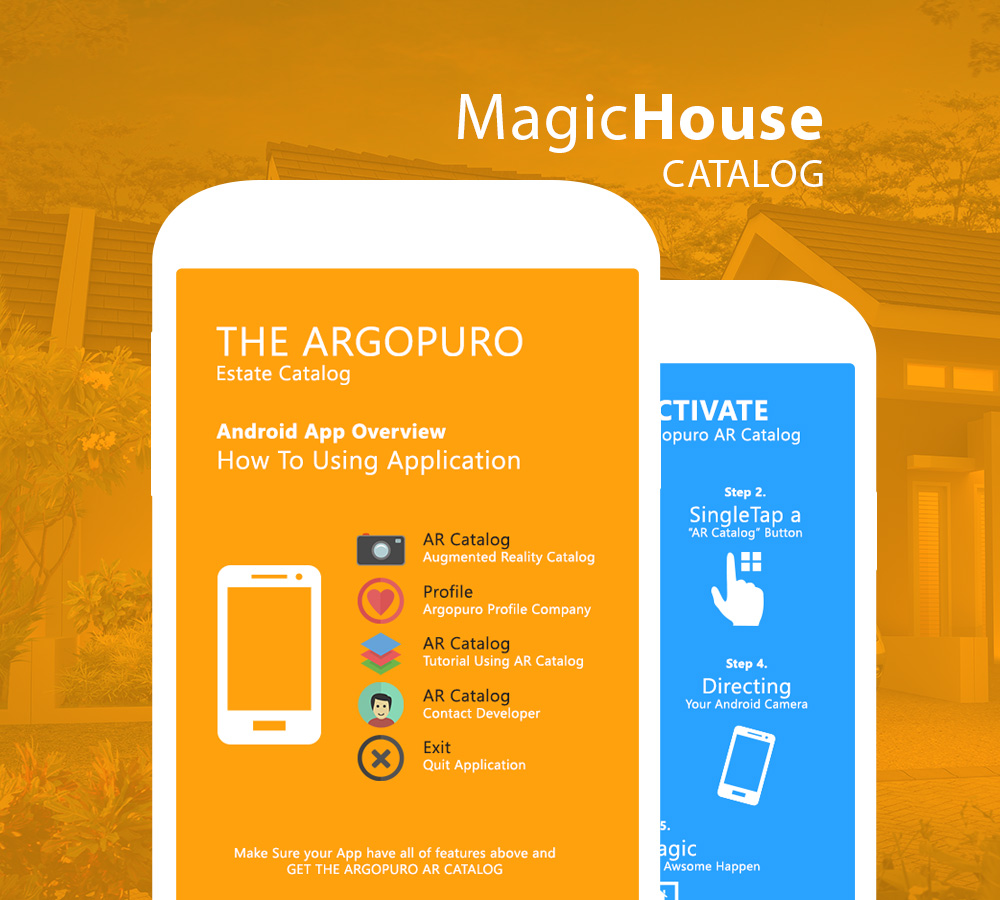 MagicHouse
CATALOG
THE ARGOPURO
Estate Catalog
Android App Overview
How To Using Application
AR Catalog
Augmented Reality Catalog
Profile
Argopuro Profile Company
AR Catalog
Tutorial Using AR Catalog
AR Catalog
Contact Developer
Exit
Quit Application
Make Sure your App have all of features above and
GET THE ARGOPURO AR CATALOG
CTIVATE
opuro AR Catalog
Step 2.
SingleTap a
"AR Catalog" Button
Step 4.
Directing
Your Android Camera
5.
agic
Awsome Happen